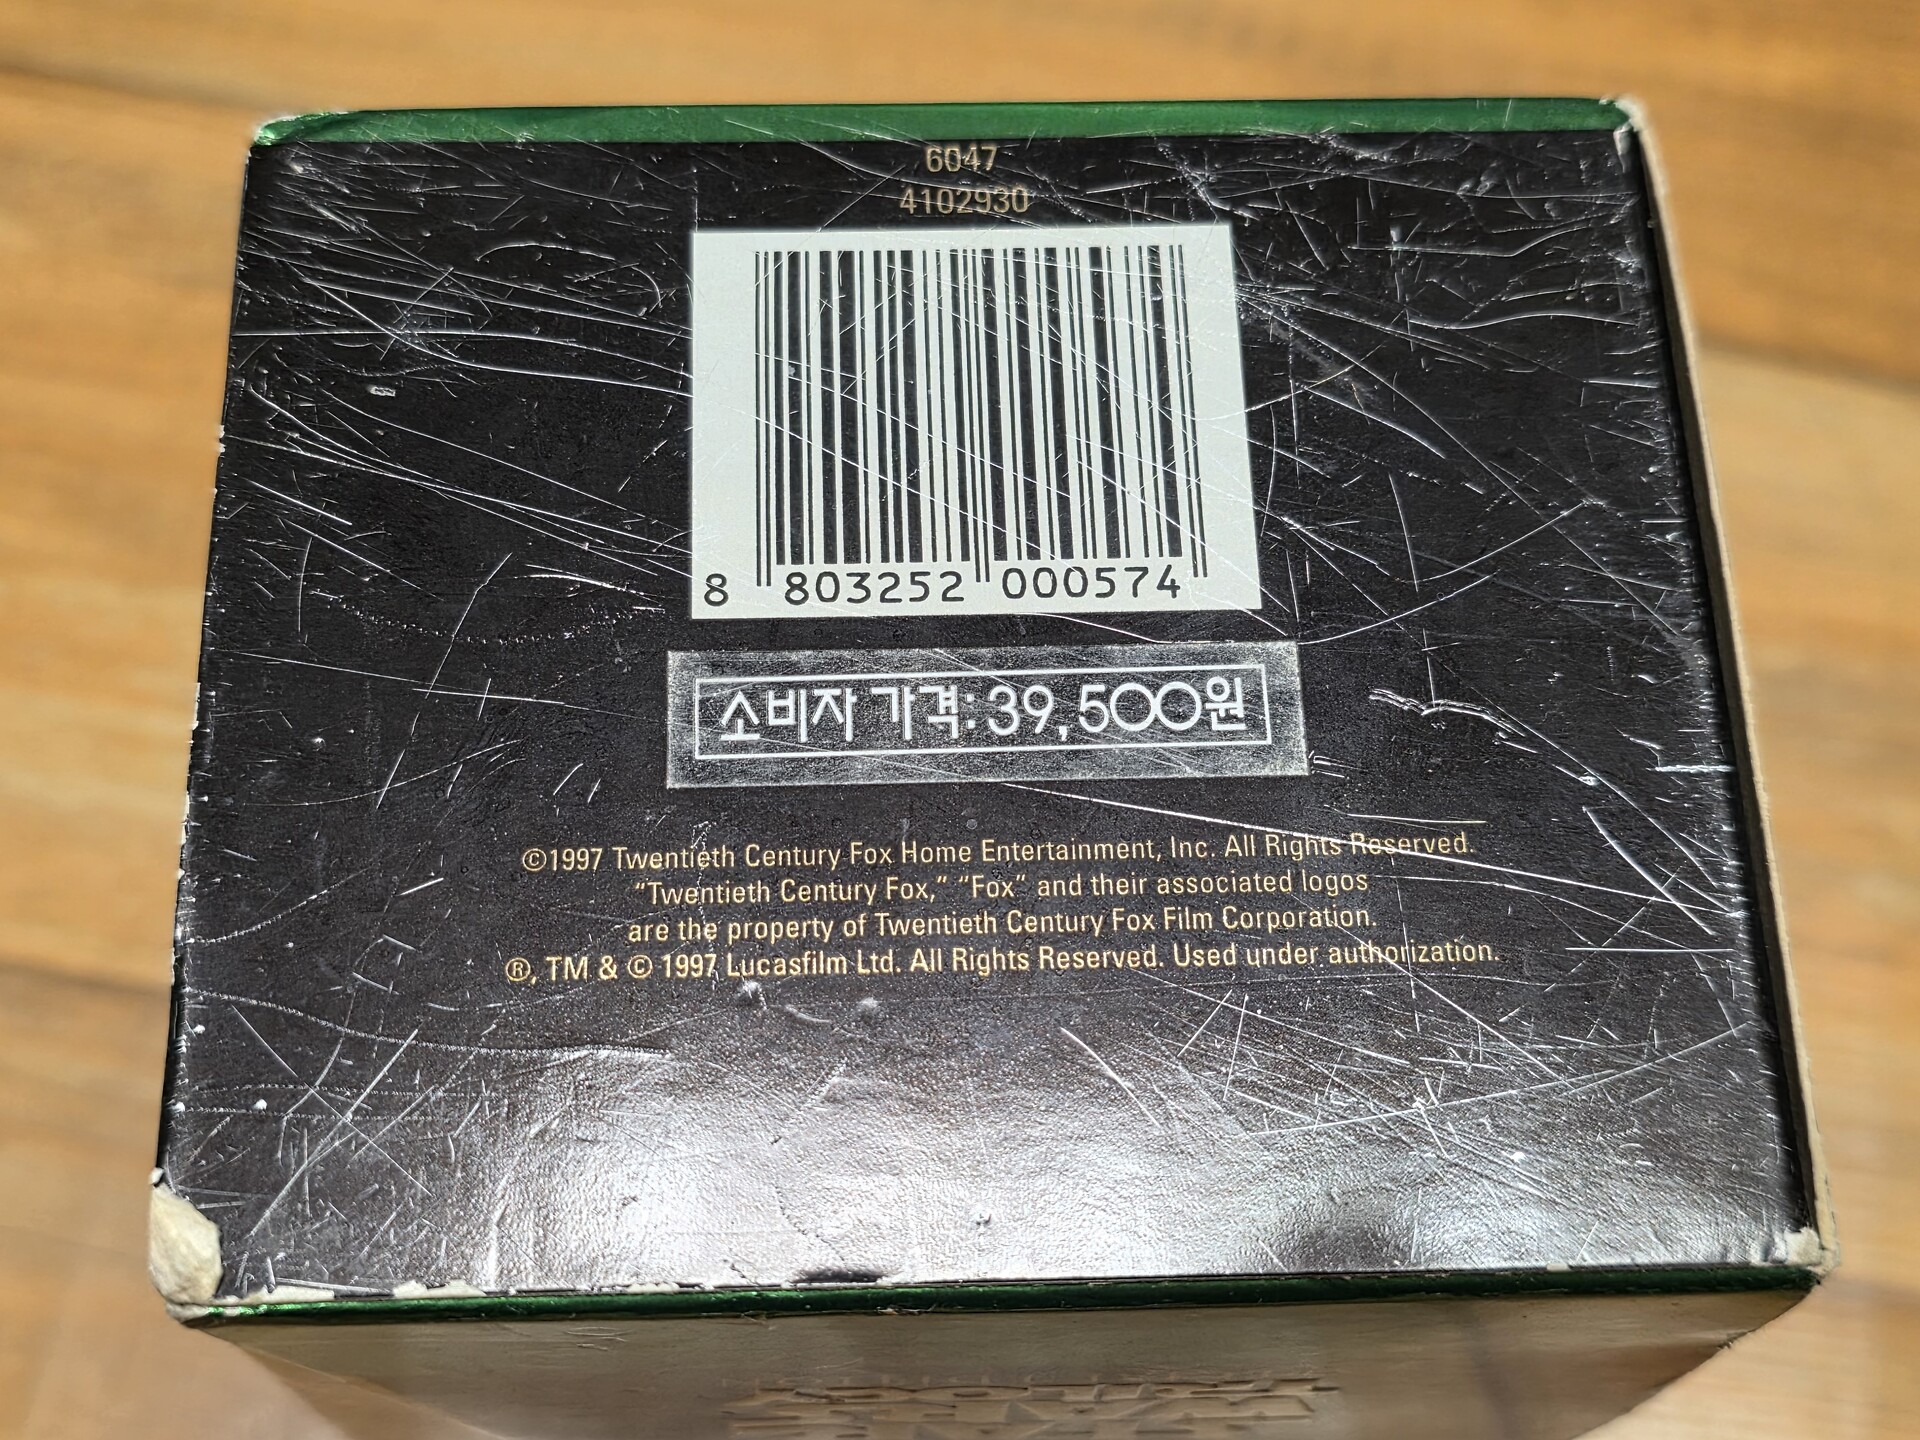 6047
4102930
8 803252 000574
소비자 가격: 39,500원
©1997 Twentieth Century Fox Home Entertainment, Inc. All Rights Reserved.
“Twentieth Century Fox,” “Fox” and their associated logos
are the property of Twentieth Century Fox Film Corporation.
®, TM & © 1997 Lucasfilm Ltd. All Rights Reserved. Used under authorization.